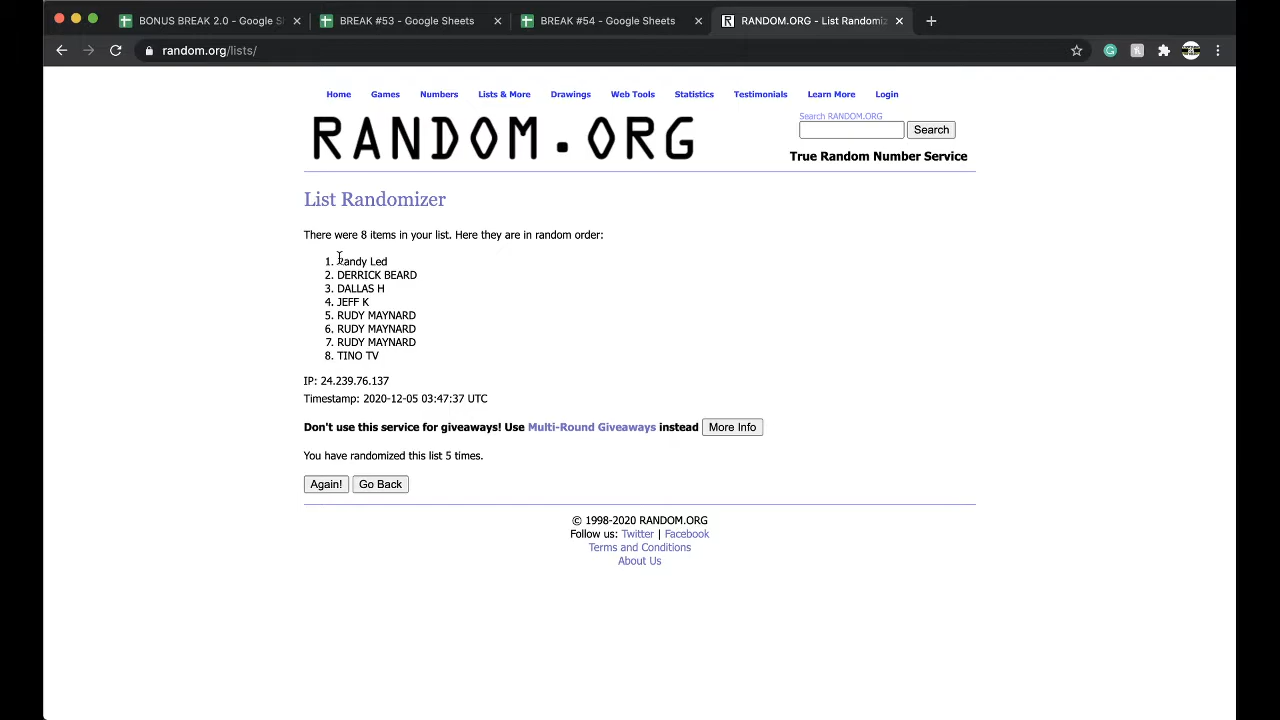 BONUS BREAK 2.0 - Google S
BREAK #53 - Google Sheets
BREAK #54 - Google Sheets
RANDOM.ORG - List Randomiz
random.org/lists/
Home Games Numbers Lists & More Drawings Web Tools Statistics Testimonials Learn More Login
Search RANDOM.ORG
RANDOM.ORG
Search
True Random Number Service
List Randomizer
There were 8 items in your list. Here they are in random order:
1. Randy Led
2. DERRICK BEARD
3. DALLAS H
4. JEFF K
5. RUDY MAYNARD
6. RUDY MAYNARD
7. RUDY MAYNARD
8. TINO TV
IP: 24.239.76.137
Timestamp: 2020-12-05 03:47:37 UTC
Don't use this service for giveaways! Use Multi-Round Giveaways instead More Info
You have randomized this list 5 times.
Again! Go Back
© 1998-2020 RANDOM.ORG
Follow us: Twitter | Facebook
Terms and Conditions
About Us